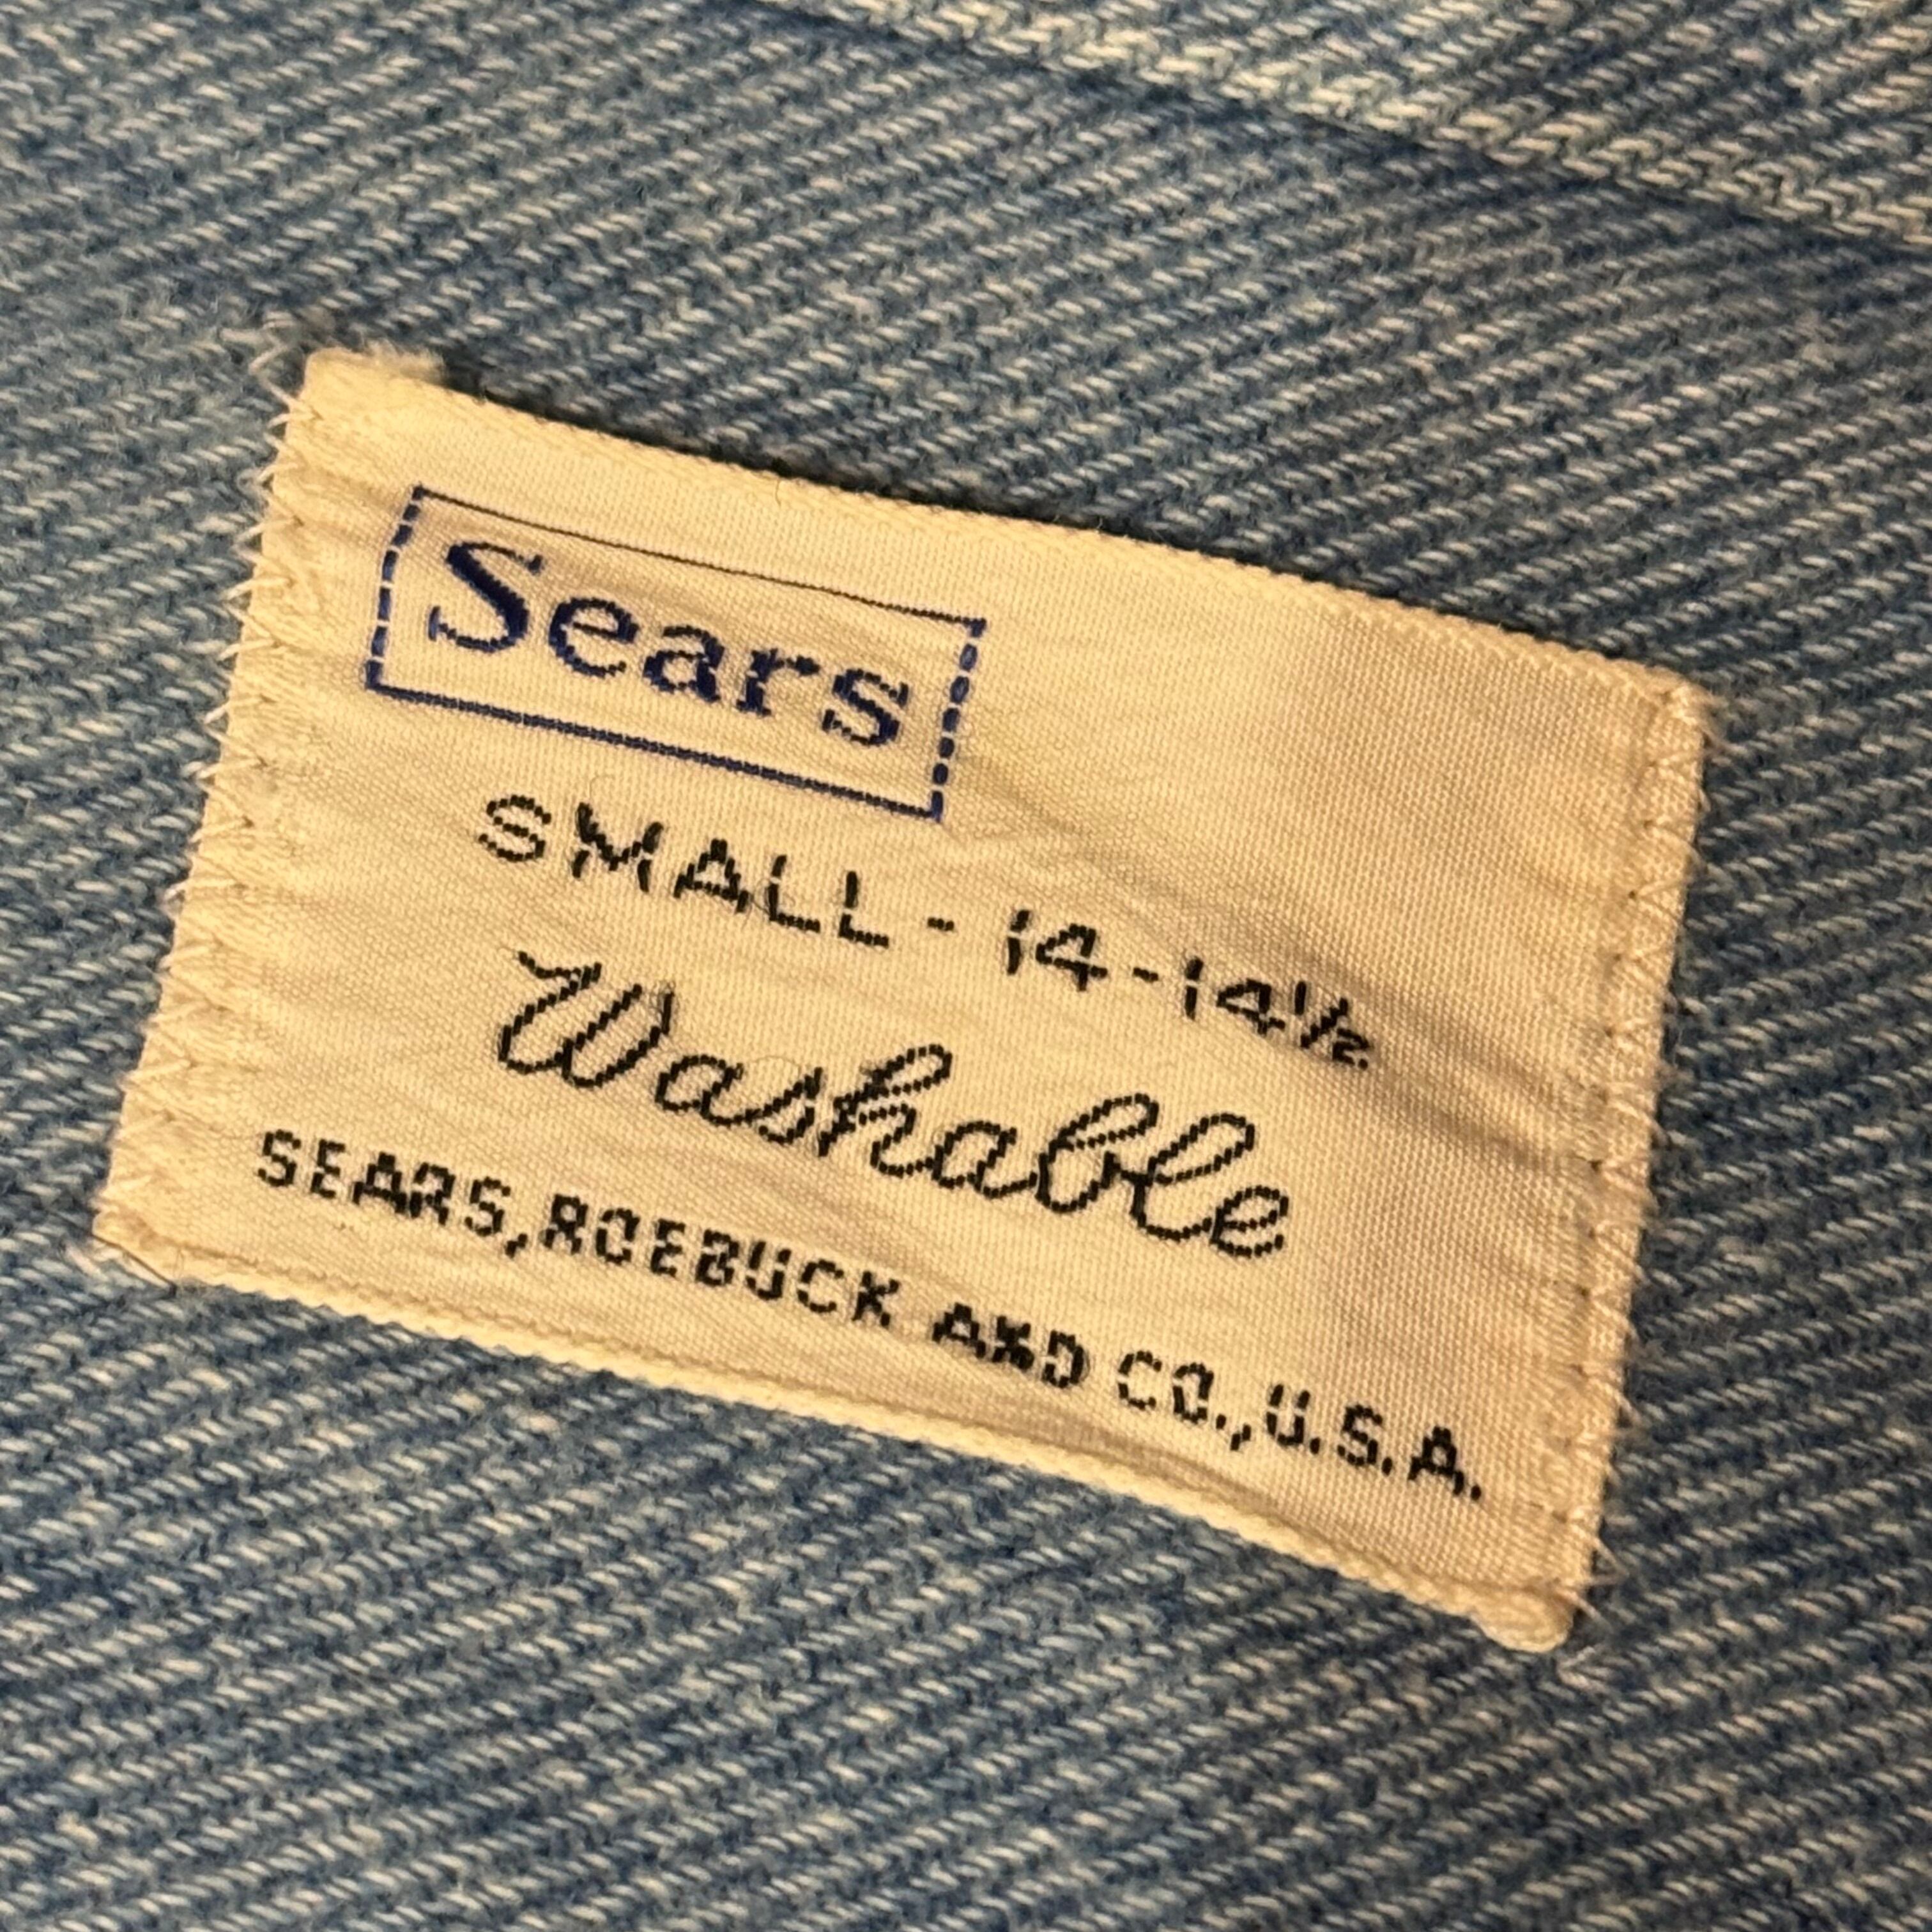 Sears
SMALL - 14 - 14½
Washable
SEARS, ROEBUCK AND CO., U.S.A.